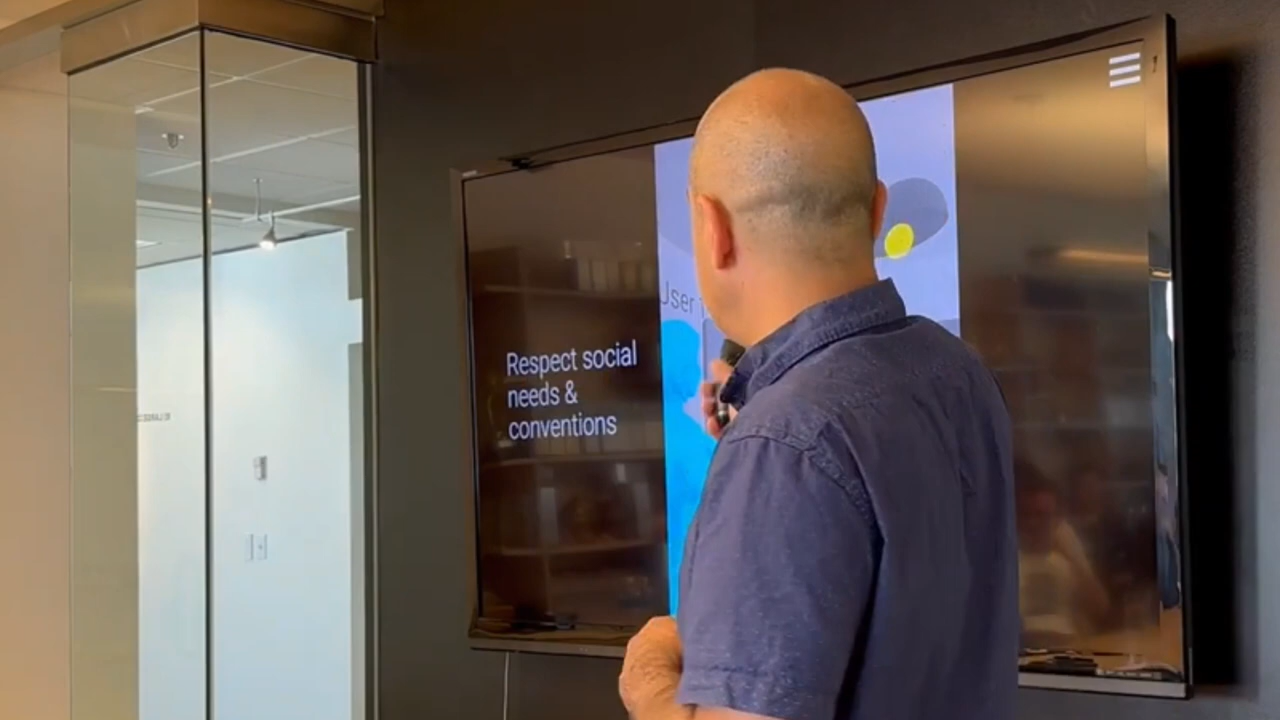 Respect social
needs &
conventions
User